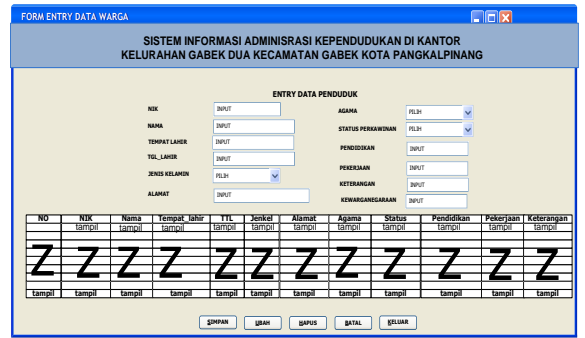 FORM ENTRY DATA WARGA
SISTEM INFORMASI ADMINISRASI KEPENDUDUKAN DI KANTOR
KELURAHAN GABEK DUA KECAMATAN GABEK KOTA PANGKALPINANG
ENTRY DATA PENDUDUK
NIK INPUT AGAMA PILIH
NAMA INPUT STATUS PERKAWINAN PILIH
TEMPAT LAHIR INPUT PENDIDIKAN INPUT
TGL_LAHIR INPUT PEKERJAAN INPUT
JENIS KELAMIN PILIH KETERANGAN INPUT
ALAMAT INPUT KEWARGANEGARAAN INPUT
NO NIK Nama Tempat_lahir TTL Jenkel Alamat Agama Status Pendidikan Pekerjaan Keterangan
tampil tampil tampil tampil tampil tampil tampil tampil tampil tampil tampil
Z Z Z Z Z Z Z Z Z Z Z Z
tampil tampil tampil tampil tampil tampil tampil tampil tampil tampil tampil tampil
SIMPAN UBAH HAPUS BATAL KELUAR